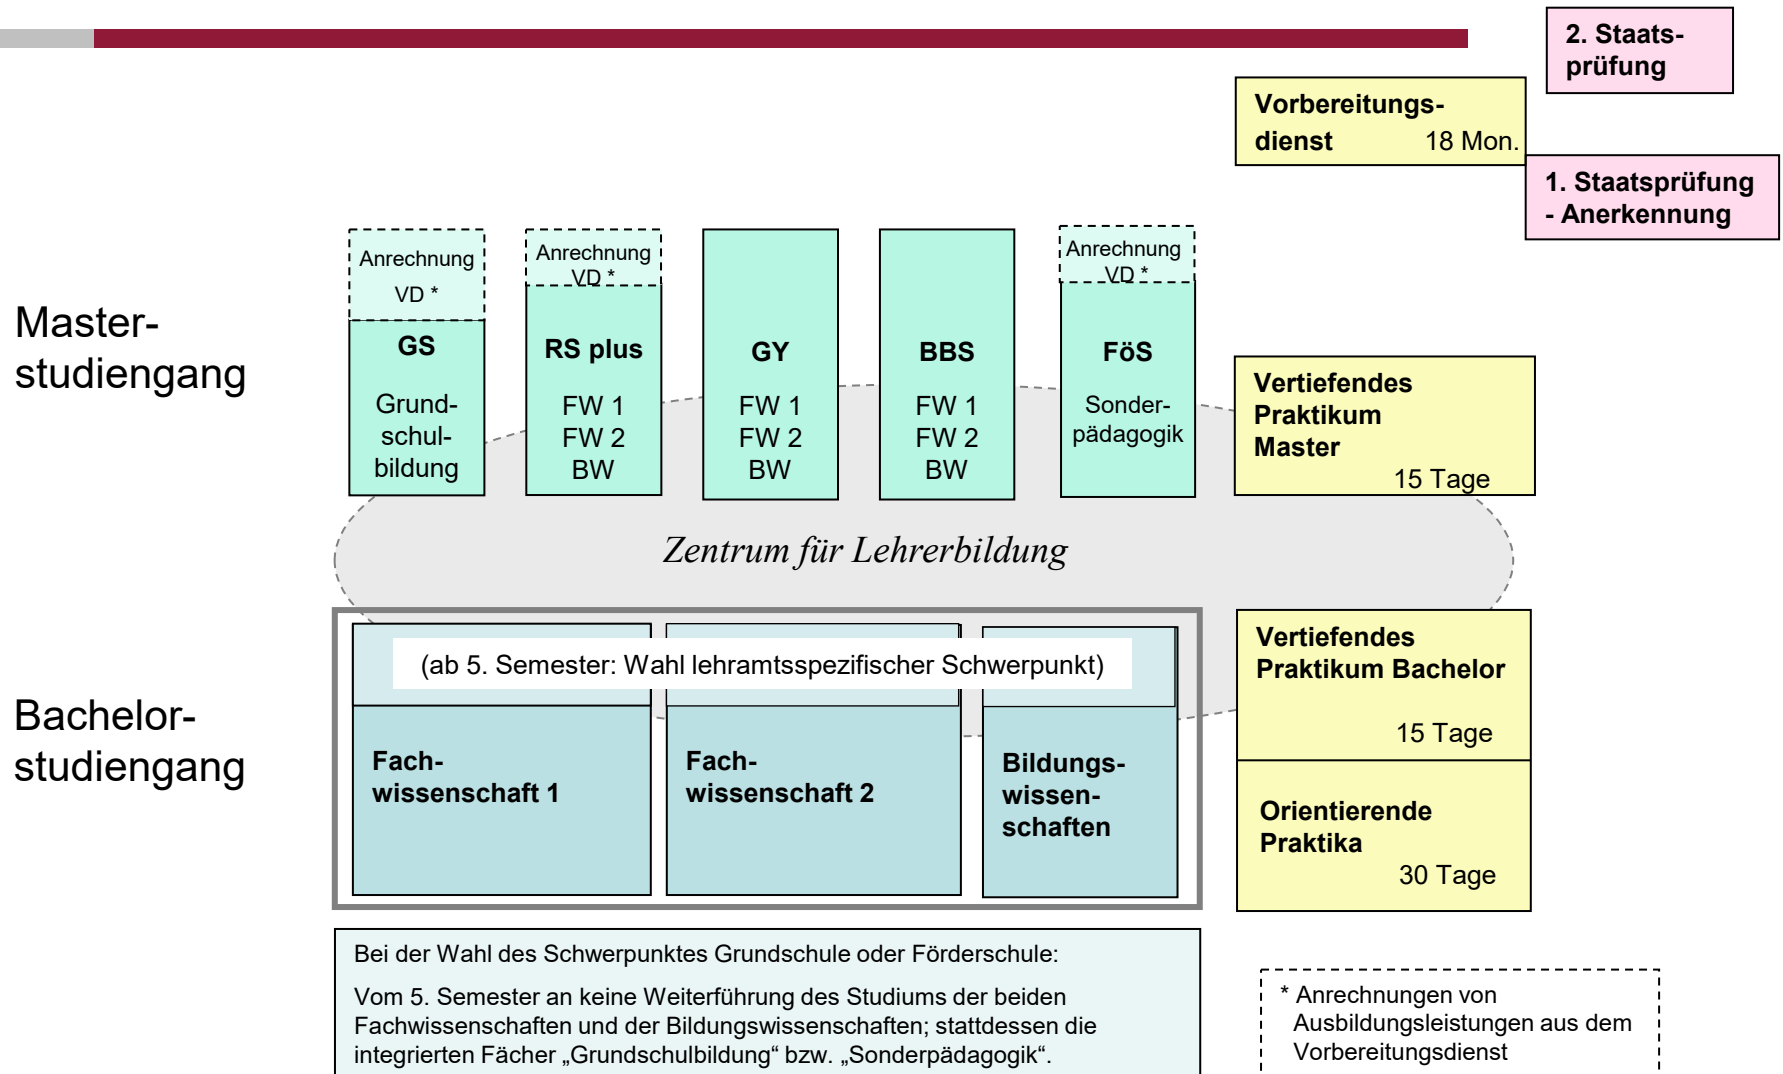 2. Staats-
prüfung
Vorbereitungs-
dienst 18 Mon.
1. Staatsprüfung
- Anerkennung
Master-
studiengang
Anrechnung
VD *
GS
Grund-
schul-
bildung
Anrechnung
VD *
RS plus
FW 1
FW 2
BW
GY
FW 1
FW 2
BW
BBS
FW 1
FW 2
BW
Anrechnung
VD *
FöS
Sonder-
pädagogik
Vertiefendes
Praktikum
Master
15 Tage
Zentrum für Lehrerbildung
Bachelor-
studiengang
(ab 5. Semester: Wahl lehramtsspezifischer Schwerpunkt)
Fach-
wissenschaft 1
Fach-
wissenschaft 2
Bildungs-
wissen-
schaften
Vertiefendes
Praktikum Bachelor
15 Tage
Orientierende
Praktika
30 Tage
Bei der Wahl des Schwerpunktes Grundschule oder Förderschule:
Vom 5. Semester an keine Weiterführung des Studiums der beiden
Fachwissenschaften und der Bildungswissenschaften; stattdessen die
integrierten Fächer „Grundschulbildung“ bzw. „Sonderpädagogik“.
* Anrechnungen von
Ausbildungsleistungen aus dem
Vorbereitungsdienst